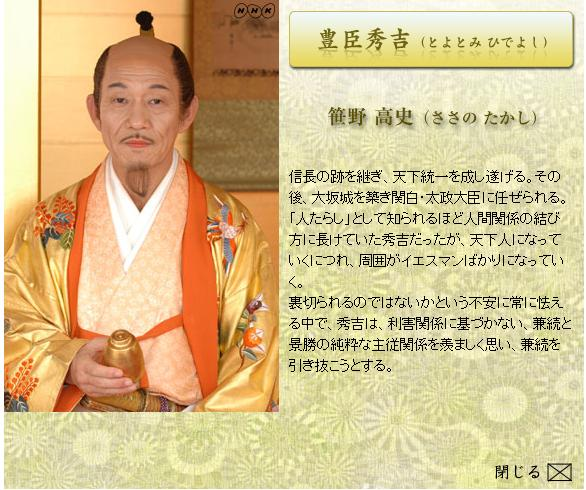 NHK
豊臣秀吉(とよとみ ひでよし)
笹野 高史(ささの たかし)
信長の跡を継ぎ、天下統一を成し遂げる。その
後、大坂城を築き関白・太政大臣に任ぜられる。
「人たらし」として知られるほど人間関係の結び
方に長けていた秀吉だったが、天下人になって
いくにつれ、周囲がイエスマンばかりになってい
く。
裏切られるのではないかという不安に常に怯え
る中で、秀吉は、利害関係に基づかない、兼続と
景勝の純粋な主従関係を羨ましく思い、兼続を
引き抜こうとする。
閉じる